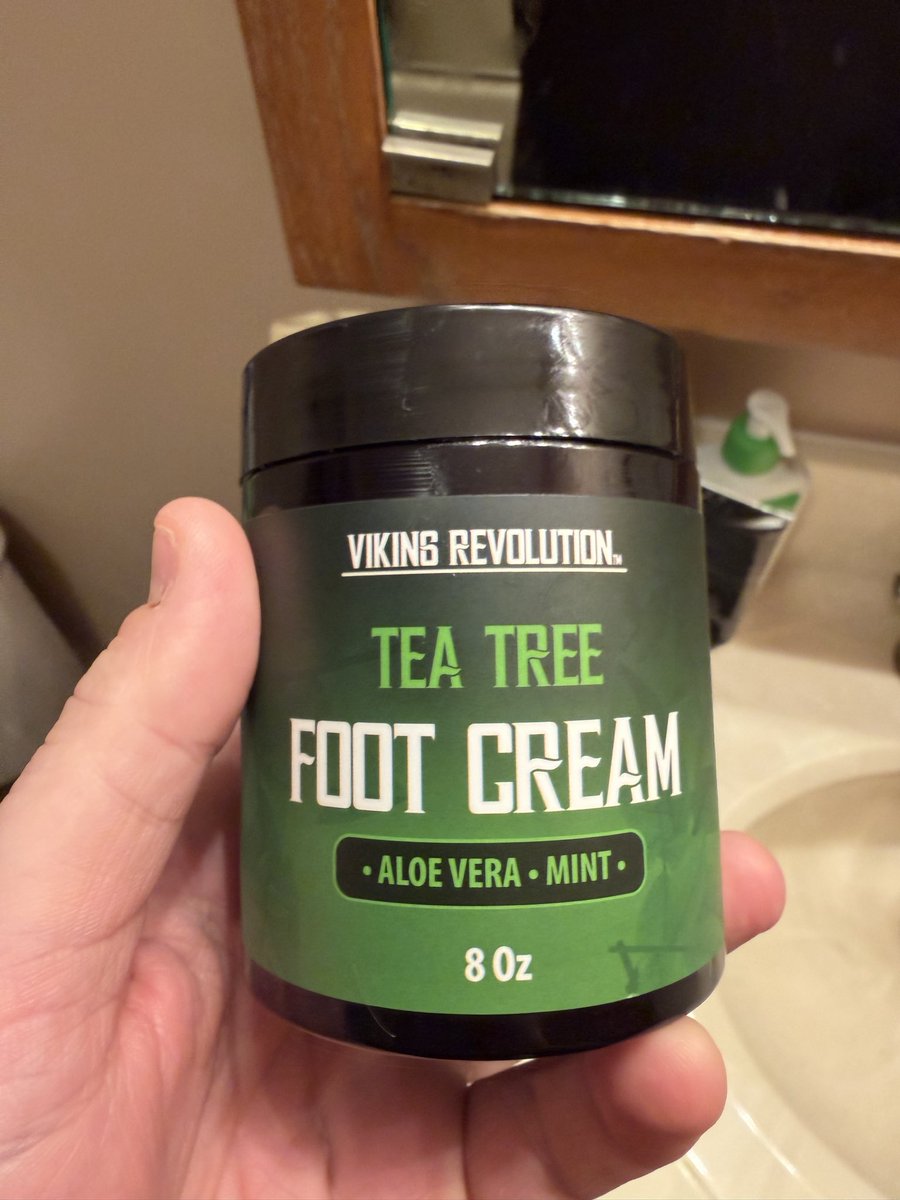 VIKING REVOLUTION™
TEA TREE
FOOT CREAM
• ALOE VERA • MINT •
8 Oz